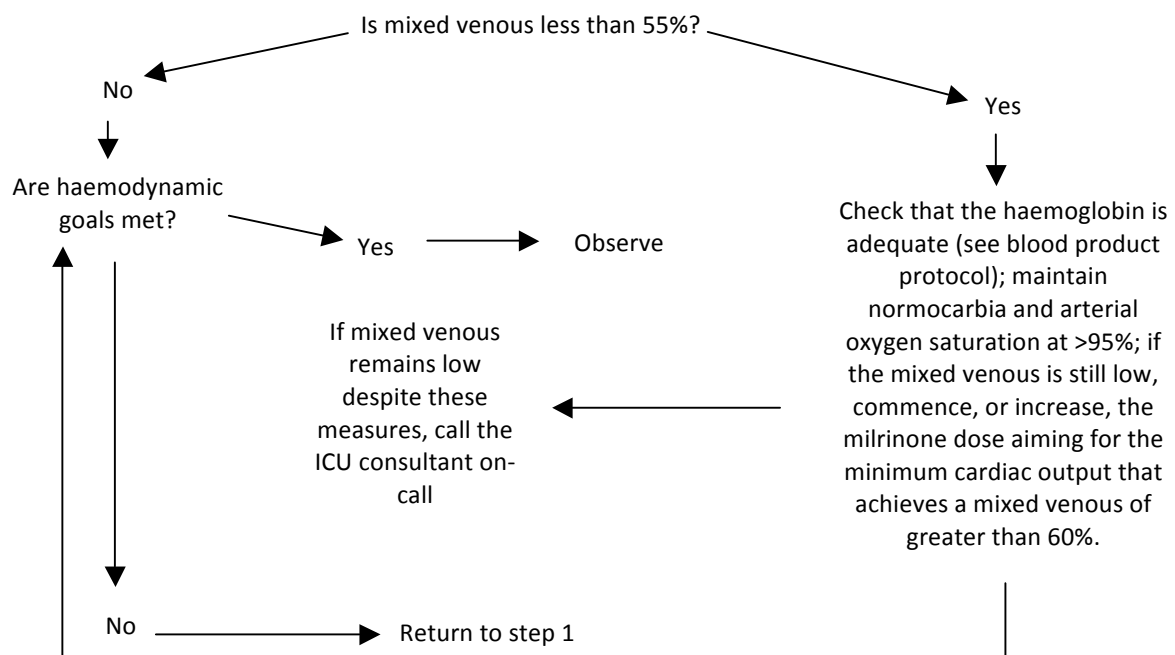 Is mixed venous less than 55%?
No
Yes
Are haemodynamic
goals met?
Yes
Observe
Check that the haemoglobin is
adequate (see blood product
protocol); maintain
normocarbia and arterial
oxygen saturation at >95%; if
the mixed venous is still low,
commence, or increase, the
milrinone dose aiming for the
minimum cardiac output that
achieves a mixed venous of
greater than 60%.
If mixed venous
remains low
despite these
measures, call the
ICU consultant on-
call
No
Return to step 1